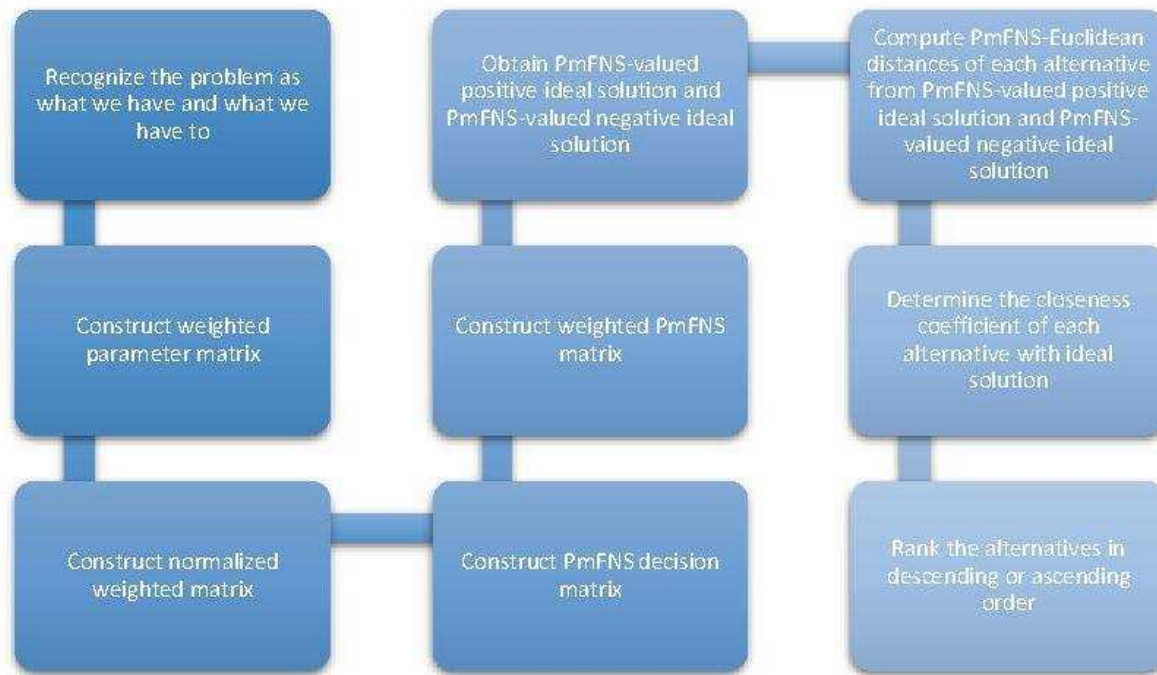 Recognize the problem as
what we have and what we
have to
Construct weighted
parameter matrix
Construct normalized
weighted matrix
Construct PmFNS decision
matrix
Construct weighted PmFNS
matrix
Obtain PmFNS-valued
positive ideal solution and
PmFNS-valued negative ideal
solution
Compute PmFNS-Euclidean
distances of each alternative
from PmFNS-valued positive
ideal solution and PmFNS-
valued negative ideal
solution
Determine the closeness
coefficient of each
alternative with ideal
solution
Rank the alternatives in
descending or ascending
order